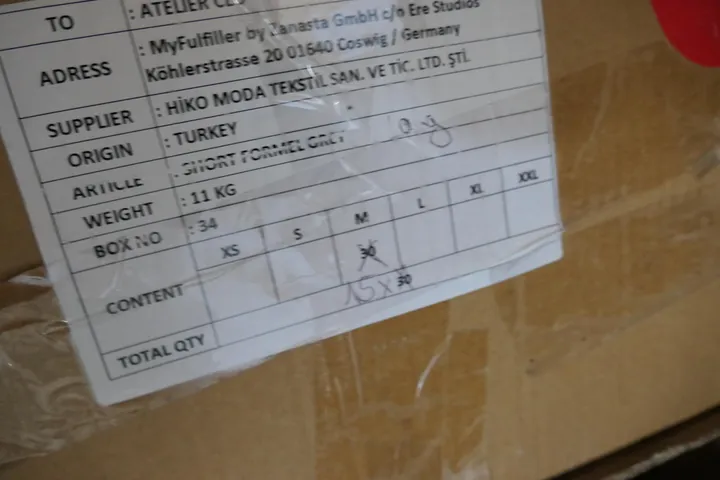 TO : ATELIER
ADRESS : MyFulfiller by Zanasta GmbH c/o Ere Studios
Köhlerstrasse 20 01640 Coswig / Germany
SUPPLIER : HİKO MODA TEKSTİL SAN. VE TİC. LTD. ŞTİ.
ORIGIN : TURKEY
ARTICLE : SHORT FORMEL GREY
WEIGHT : 11 KG
BOX NO : 34
XS S M L XL XXL
CONTENT 30
15 x 30
TOTAL QTY